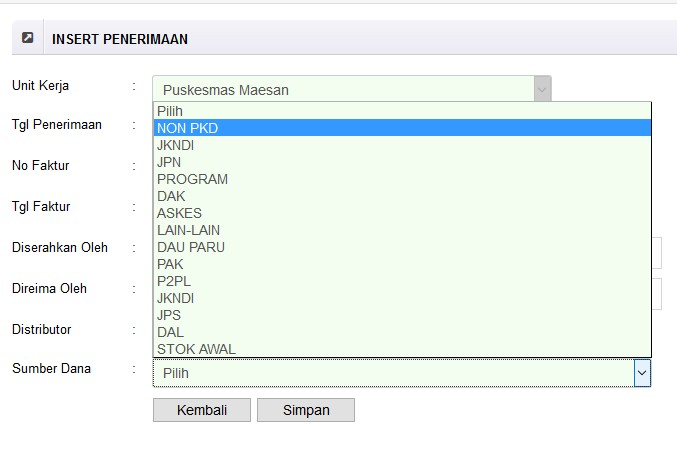 INSERT PENERIMAAN
Unit Kerja : Puskesmas Maesan
Tgl Penerimaan :
No Faktur :
Tgl Faktur :
Diserahkan Oleh :
Direima Oleh :
Distributor :
Pilih
NON PKD
JKNDI
JPN
PROGRAM
DAK
ASKES
LAIN-LAIN
DAU PARU
PAK
P2PL
JKNDI
JPS
DAL
STOK AWAL
Sumber Dana : Pilih
Kembali Simpan